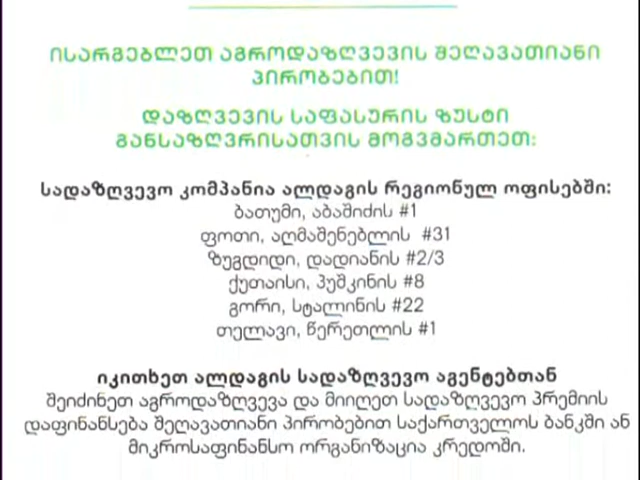 ისარგებლეთ აგროდაზღვევის შეღავათიანი
პირობებით!
დაზღვევის საფასურის ზუსტი
განსაზღვრისათვის მოგვმართეთ:
სადაზღვევო კომპანია ალდაგის რეგიონულ ოფისებში:
ბათუმი, აბაშიძის #1
ფოთი, აღმაშენებლის #31
ზუგდიდი, დადიანის #2/3
ქუთაისი, პუშკინის #8
გორი, სტალინის #22
თელავი, წერეთლის #1
იკითხეთ ალდაგის სადაზღვევო აგენტებთან
შეიძინეთ აგროდაზღვევა და მიიღეთ სადაზღვევო პრემიის
დაფინანსება შეღავათიანი პირობებით საქართველოს ბანკში ან
მიკროსაფინანსო ორგანიზაცია კრედოში.